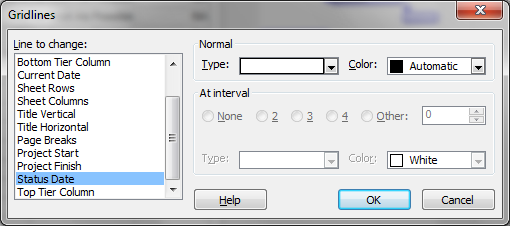 Gridlines
Line to change:
Bottom Tier Column
Current Date
Sheet Rows
Sheet Columns
Title Vertical
Title Horizontal
Page Breaks
Project Start
Project Finish
Status Date
Top Tier Column
Normal
Type: Color: Automatic
At interval
None 2 3 4 Other: 0
Type: Color: White
Help OK Cancel